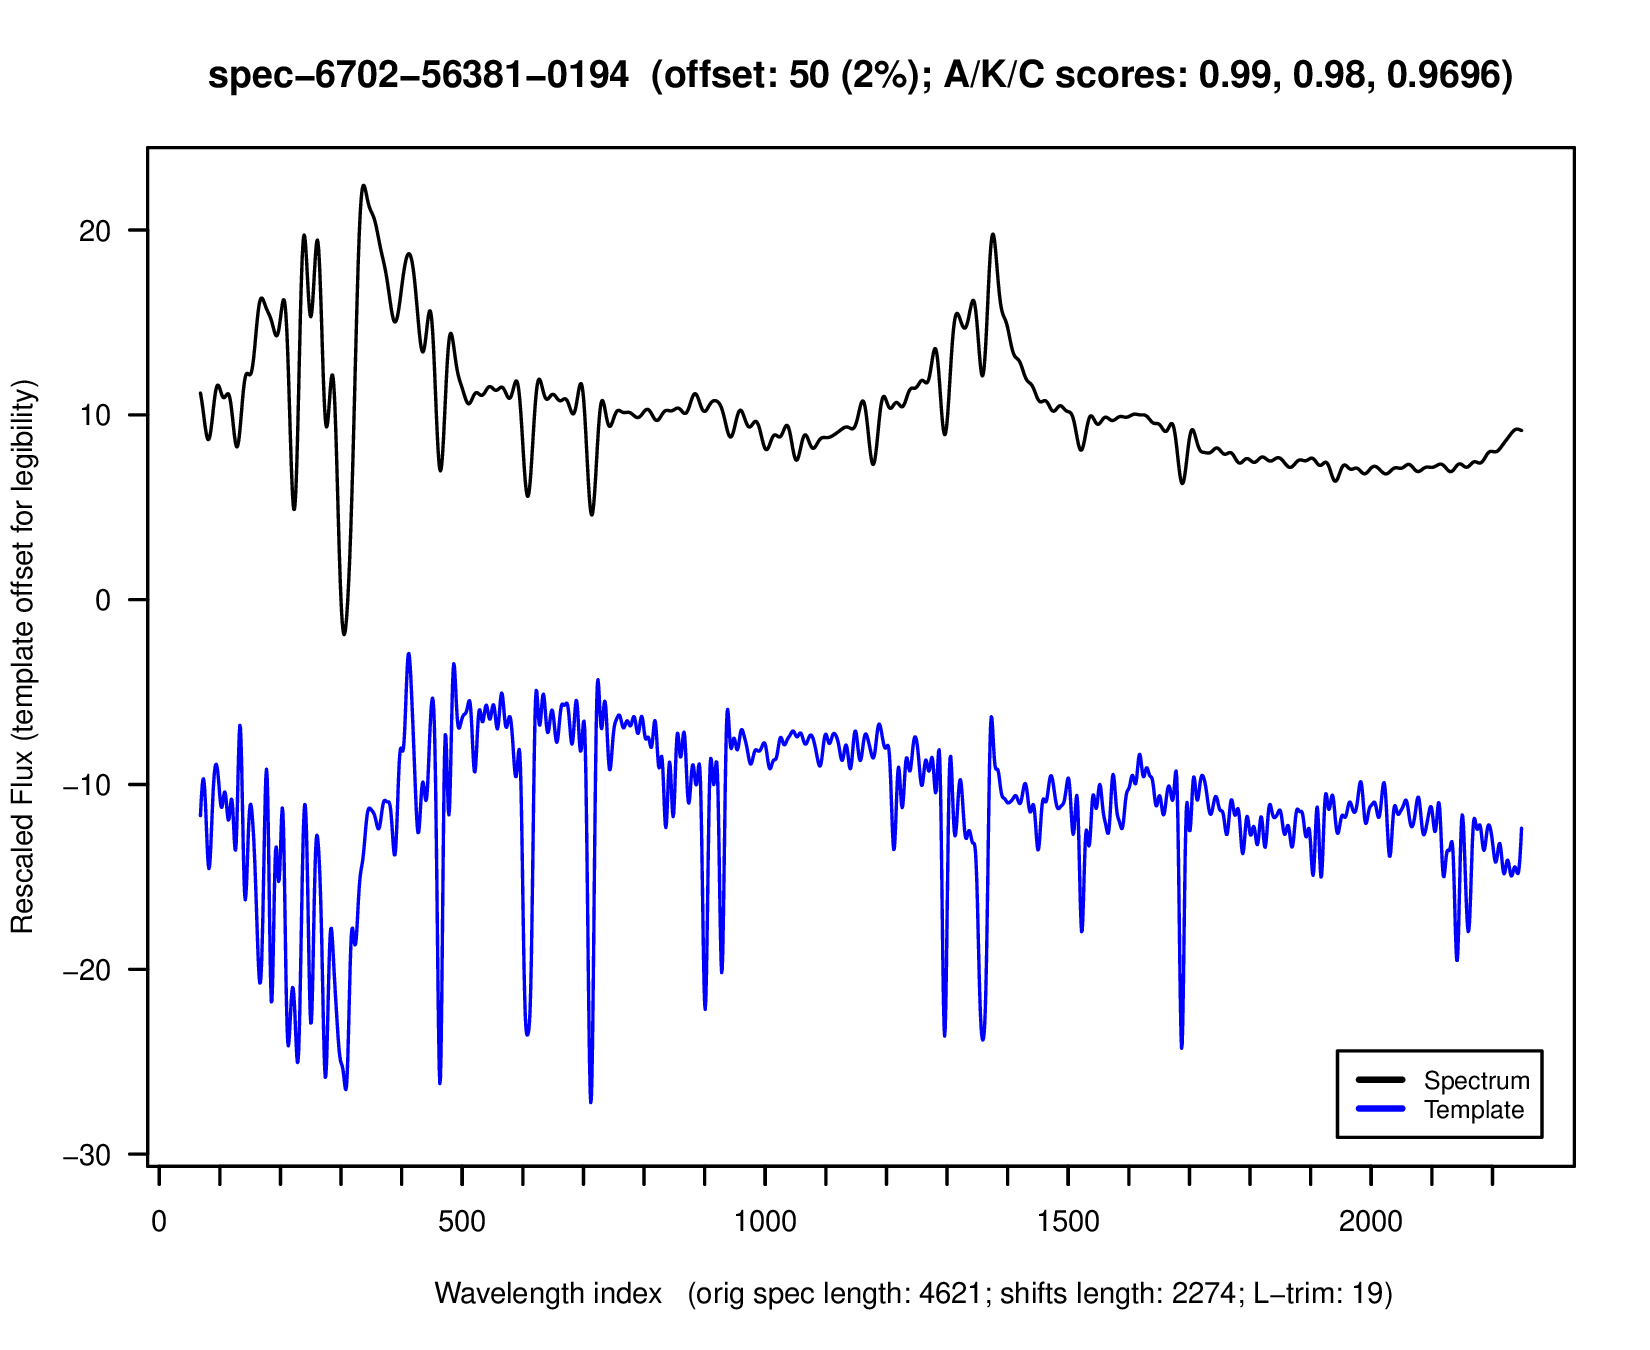 spec−6702−56381−0194 (offset: 50 (2%); A/K/C scores: 0.99, 0.98, 0.9696)
Rescaled Flux (template offset for legibility)
20
10
0
−10
−20
−30
Spectrum
Template
0 500 1000 1500 2000
Wavelength index (orig spec length: 4621; shifts length: 2274; L−trim: 19)